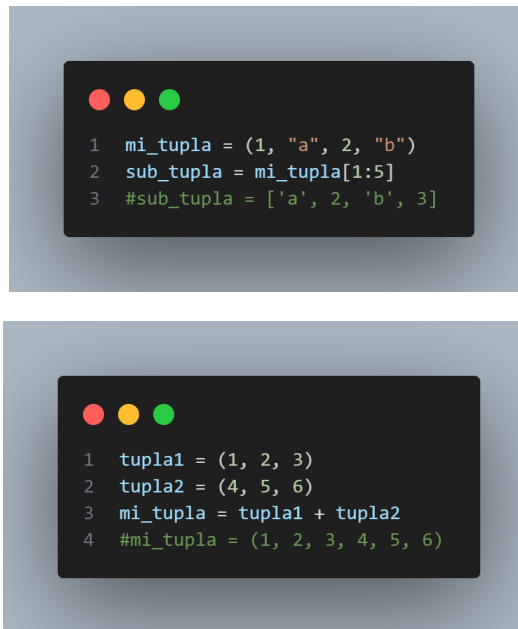 1 mi_tupla = (1, "a", 2, "b")
2 sub_tupla = mi_tupla[1:5]
3 #sub_tupla = ['a', 2, 'b', 3]
1 tupla1 = (1, 2, 3)
2 tupla2 = (4, 5, 6)
3 mi_tupla = tupla1 + tupla2
4 #mi_tupla = (1, 2, 3, 4, 5, 6)